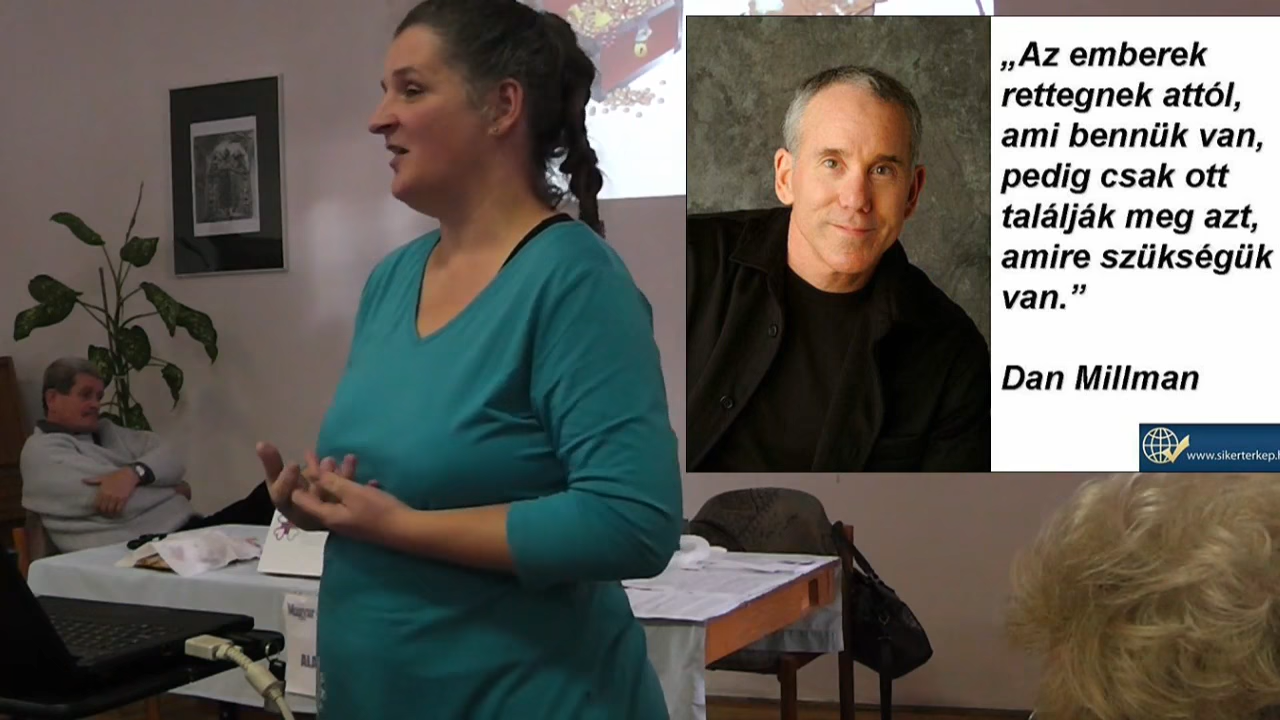 „Az emberek
rettegnek attól,
ami bennük van,
pedig csak ott
találják meg azt,
amire szükségük
van.”
Dan Millman
www.sikerterkep.h
Magyar